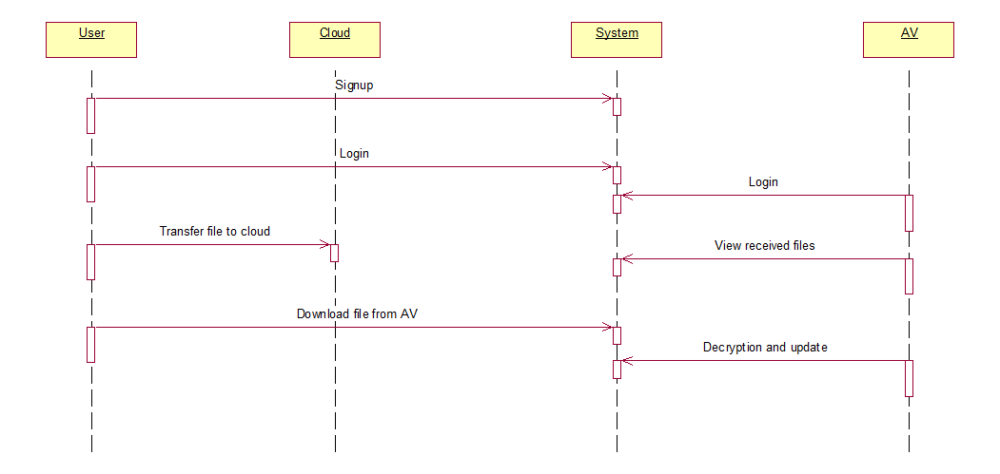 User
Cloud
System
AV
Signup
Login
Login
Transfer file to cloud
View received files
Download file from AV
Decryption and update